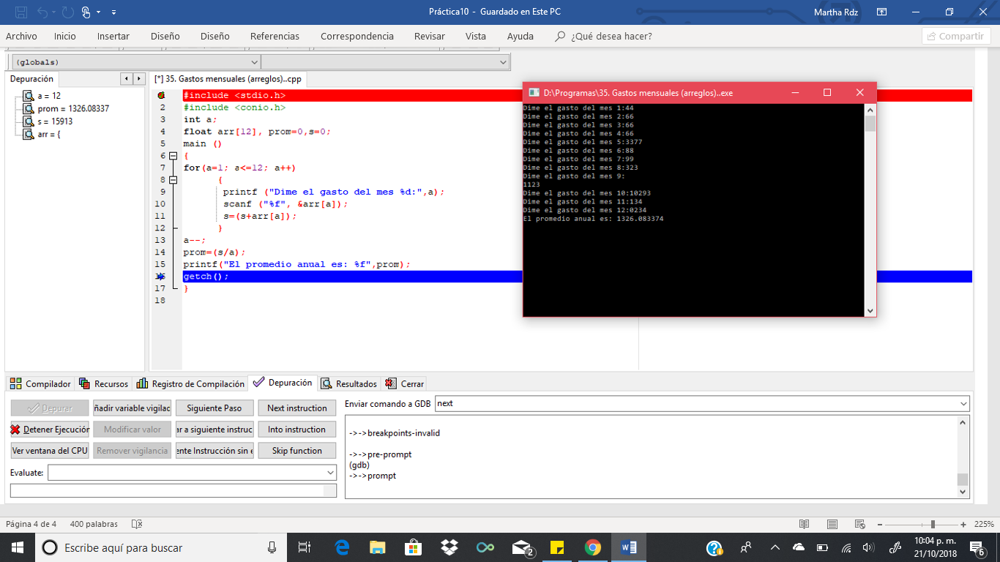 Práctica10 - Guardado en Este PC
Martha Rdz
Archivo Inicio Insertar Diseño Diseño Referencias Correspondencia Revisar Vista Ayuda ¿Qué desea hacer? Compartir
(globals)
Depuración
[*] 35. Gastos mensuales (arreglos)..cpp
a = 12
prom = 1326.08337
s = 15913
arr = {
#include <stdio.h>
2 #include <conio.h>
3 int a;
4 float arr[12], prom=0,s=0;
5 main ()
6 {
7 for(a=1; a<=12; a++)
8 {
9 printf ("Dime el gasto del mes %d:",a);
10 scanf ("%f", &arr[a]);
11 s=(s+arr[a]);
12 }
13 a--;
14 prom=(s/a);
15 printf("El promedio anual es: %f",prom);
16 getch();
17 }
18
D:\Programas\35. Gastos mensuales (arreglos)..exe
Dime el gasto del mes 1:44
Dime el gasto del mes 2:66
Dime el gasto del mes 3:66
Dime el gasto del mes 4:66
Dime el gasto del mes 5:3377
Dime el gasto del mes 6:88
Dime el gasto del mes 7:99
Dime el gasto del mes 8:323
Dime el gasto del mes 9:
1123
Dime el gasto del mes 10:10293
Dime el gasto del mes 11:134
Dime el gasto del mes 12:0234
El promedio anual es: 1326.083374
Compilador Recursos Registro de Compilación Depuración Resultados Cerrar
Depurar ñadir variable vigilac Siguiente Paso Next instruction
Detener Ejecución Modificar valor ar a siguiente instruc Into instruction
Ver ventana del CPU Remover vigilancia ente Instrucción sin e Skip function
Evaluate:
Enviar comando a GDB next
->->breakpoints-invalid
->->pre-prompt
(gdb)
->->prompt
Página 4 de 4 400 palabras 225%
Escribe aquí para buscar
2
10:04 p. m.
21/10/2018
6